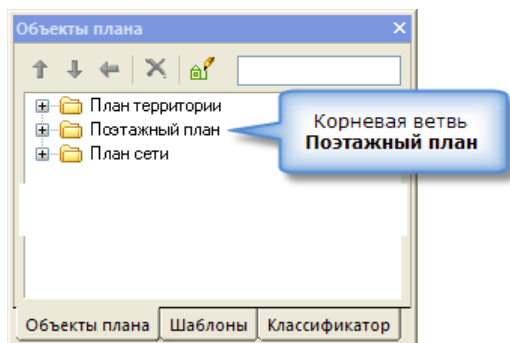 Объекты плана
План территории
Поэтажный план
План сети
Корневая ветвь
Поэтажный план
Объекты плана Шаблоны Классификатор